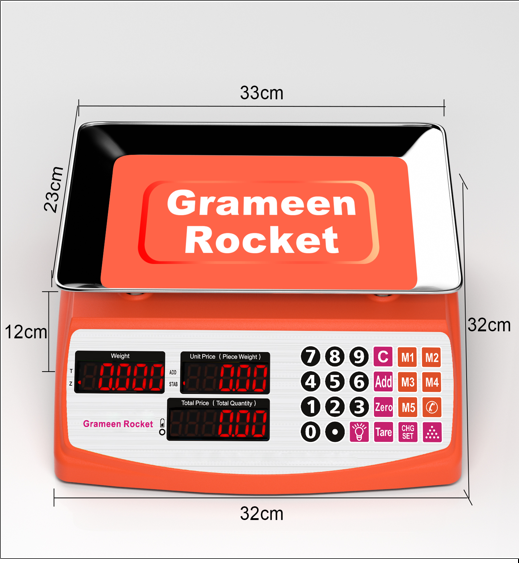 33cm
23cm
Grameen
Rocket
12cm
32cm
Weight
Unit Price ( Piece Weight )
T
Z
0.000
ADD
STAB
0.00
Total Price ( Total Quantity )
0.00
Grameen Rocket
7 8 9 C M1 M2
4 5 6 Add M3 M4
1 2 3 Zero M5
0 . Tare CHG
SET
32cm